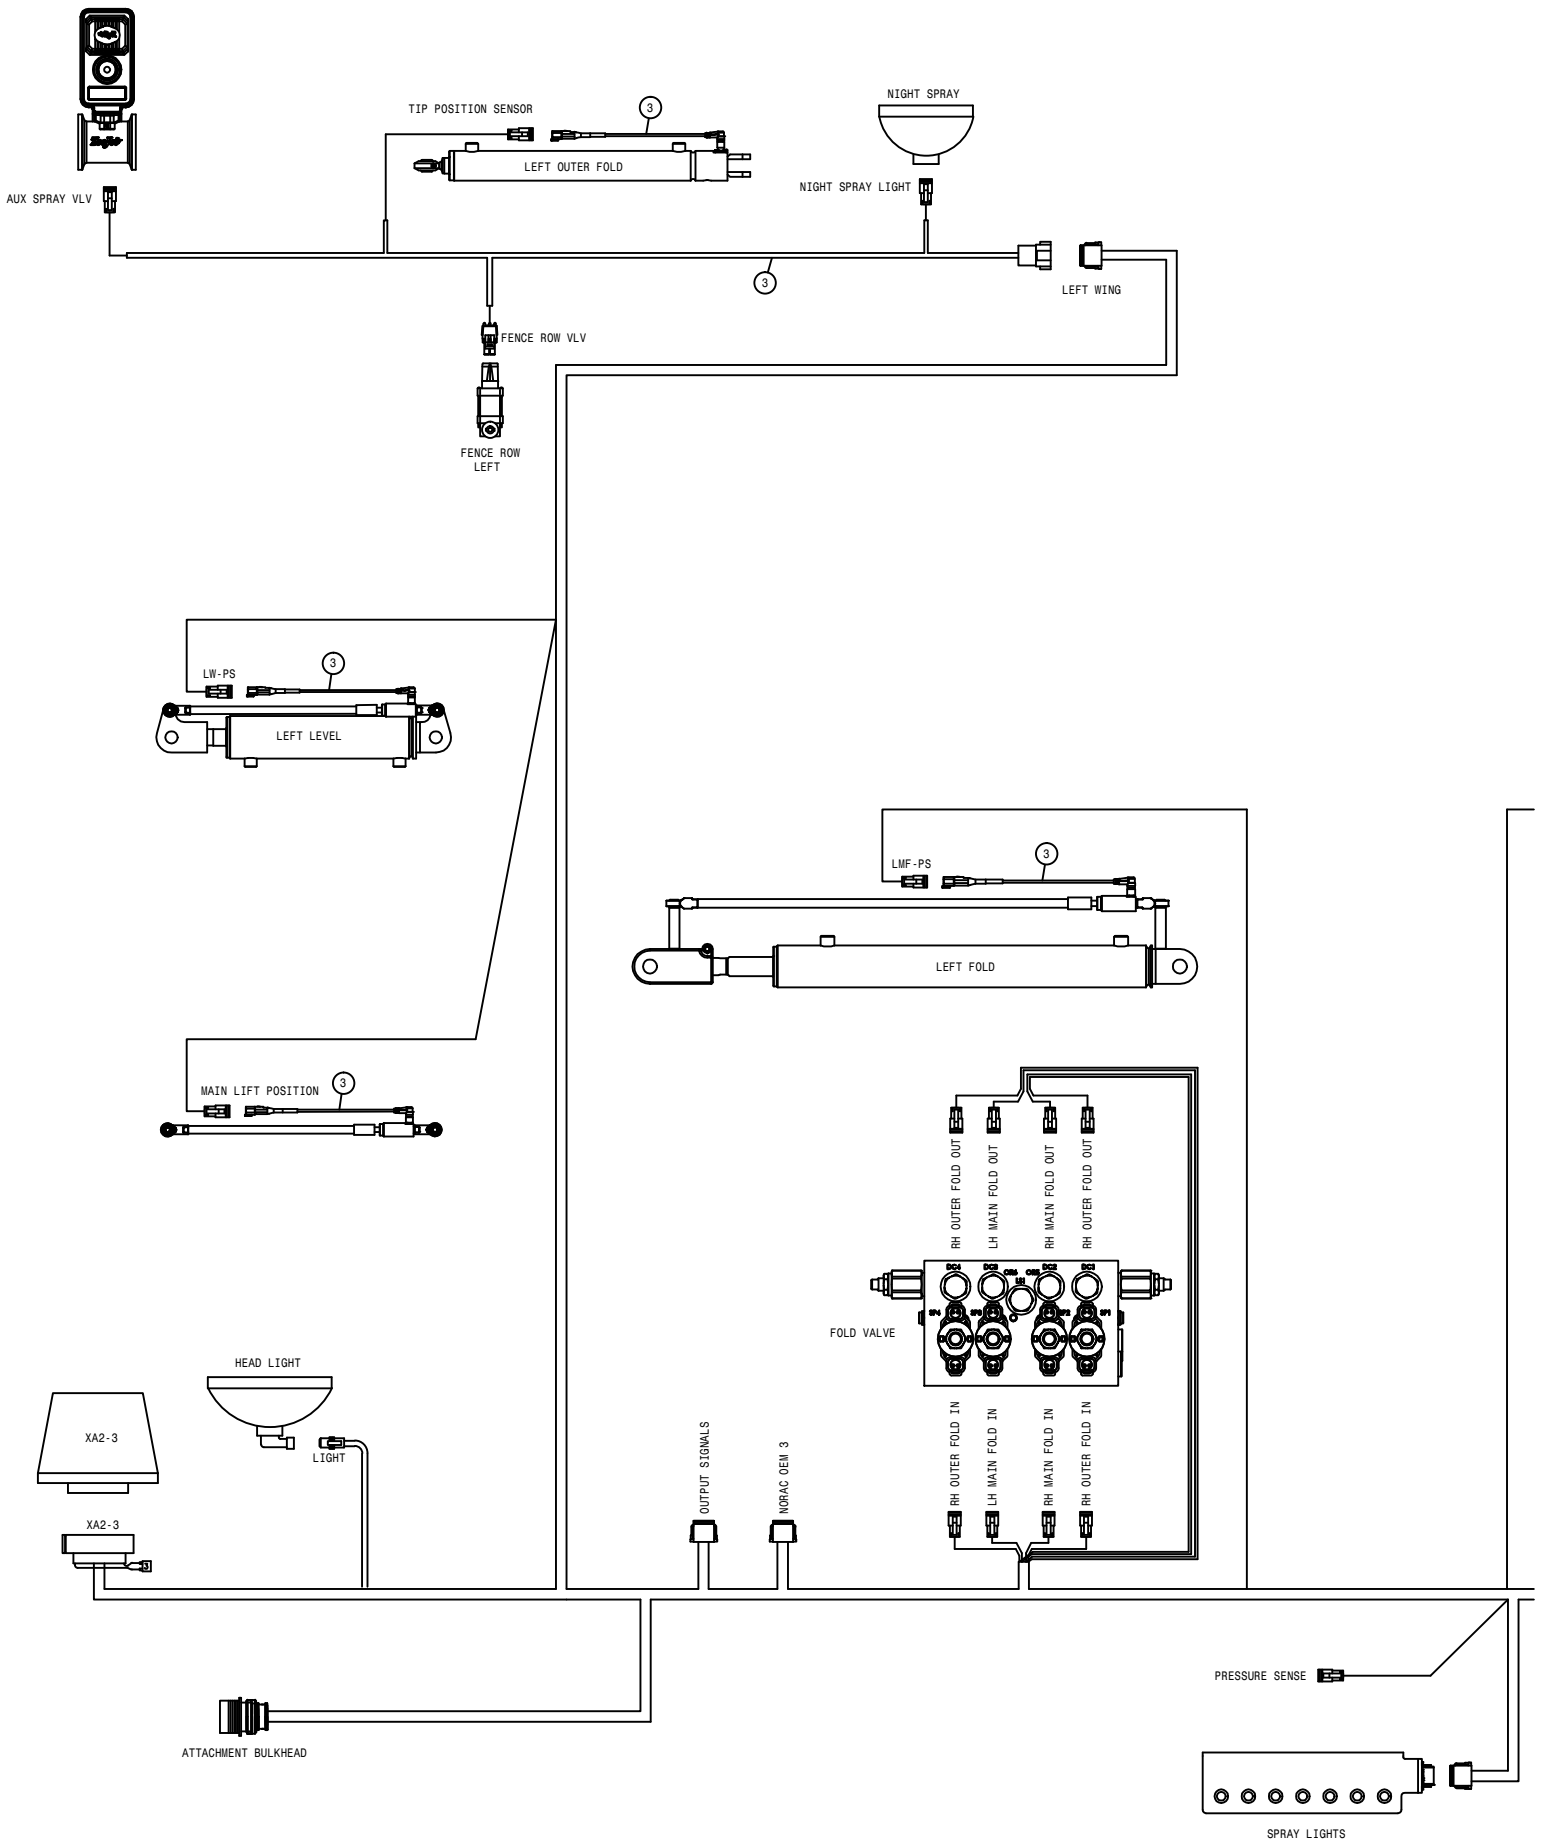 NIGHT SPRAY
TIP POSITION SENSOR
3
LEFT OUTER FOLD
NIGHT SPRAY LIGHT
AUX SPRAY VLV
3
LEFT WING
FENCE ROW VLV
FENCE ROW
LEFT
3
LW-PS
LEFT LEVEL
3
LMF-PS
LEFT FOLD
3
MAIN LIFT POSITION
RH OUTER FOLD OUT
LH MAIN FOLD OUT
RH MAIN FOLD OUT
RH OUTER FOLD OUT
FOLD VALVE
HEAD LIGHT
XA2-3
LIGHT
OUTPUT SIGNALS
NORAC OEM 3
RH OUTER FOLD IN
LH MAIN FOLD IN
RH MAIN FOLD IN
RH OUTER FOLD IN
XA2-3
PRESSURE SENSE
ATTACHMENT BULKHEAD
SPRAY LIGHTS